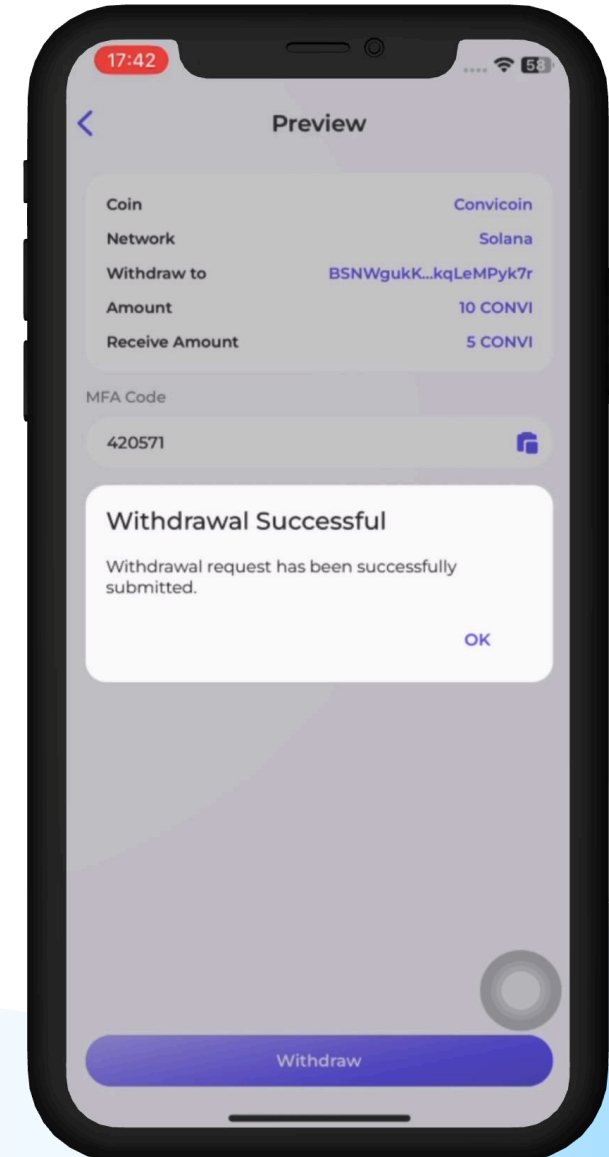 17:42
58
Preview
Coin Convicoin
Network Solana
Withdraw to BSNWgukK...kqLeMPyk7r
Amount 10 CONVI
Receive Amount 5 CONVI
MFA Code
420571
Withdrawal Successful
Withdrawal request has been successfully
submitted.
OK
Withdraw